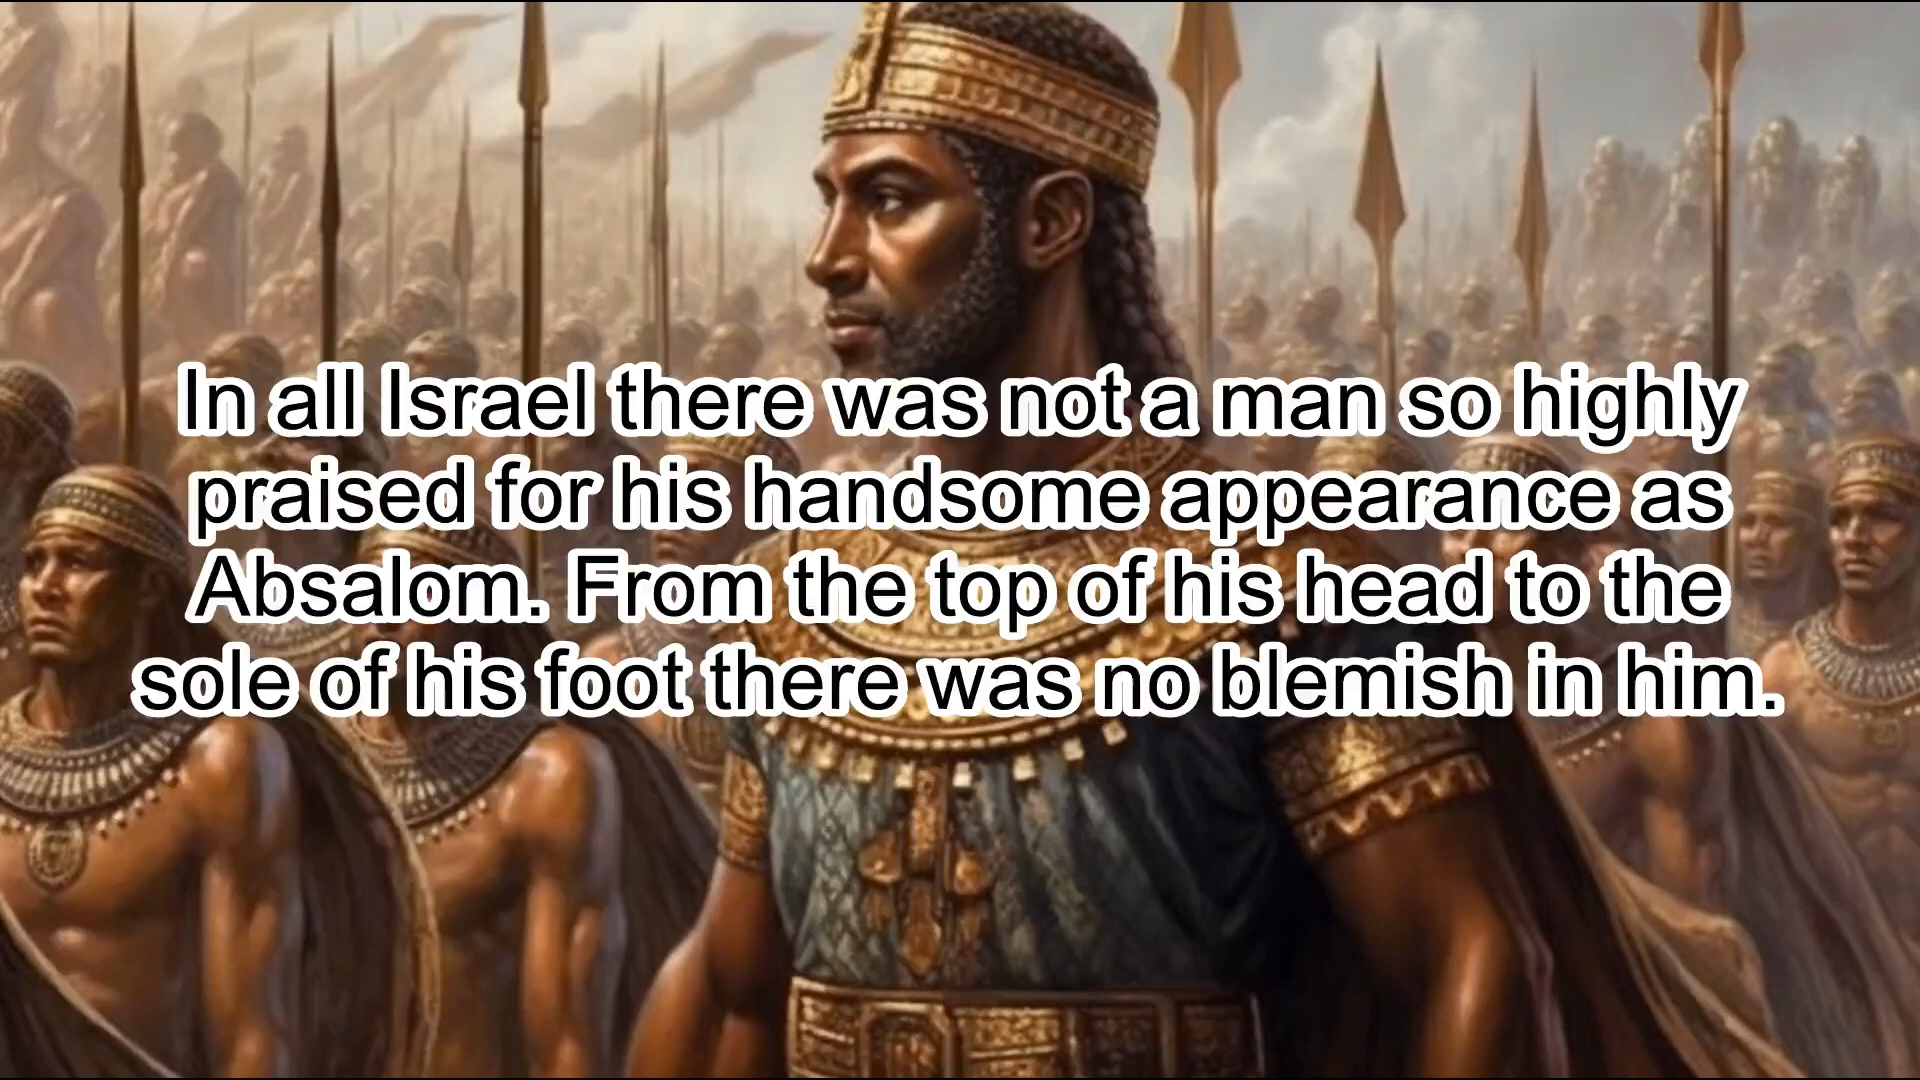 In all Israel there was not a man so highly
praised for his handsome appearance as
Absalom. From the top of his head to the
sole of his foot there was no blemish in him.